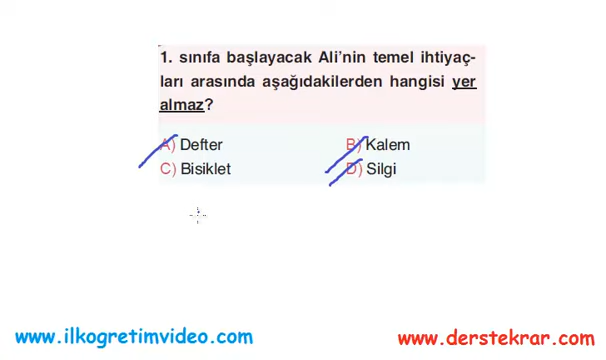 1. sınıfa başlayacak Ali'nin temel ihtiyaç-
ları arasında aşağıdakilerden hangisi yer
almaz?
A) Defter
B) Kalem
C) Bisiklet
D) Silgi
www.ilkogretimvideo.com
www.derstekrar.com